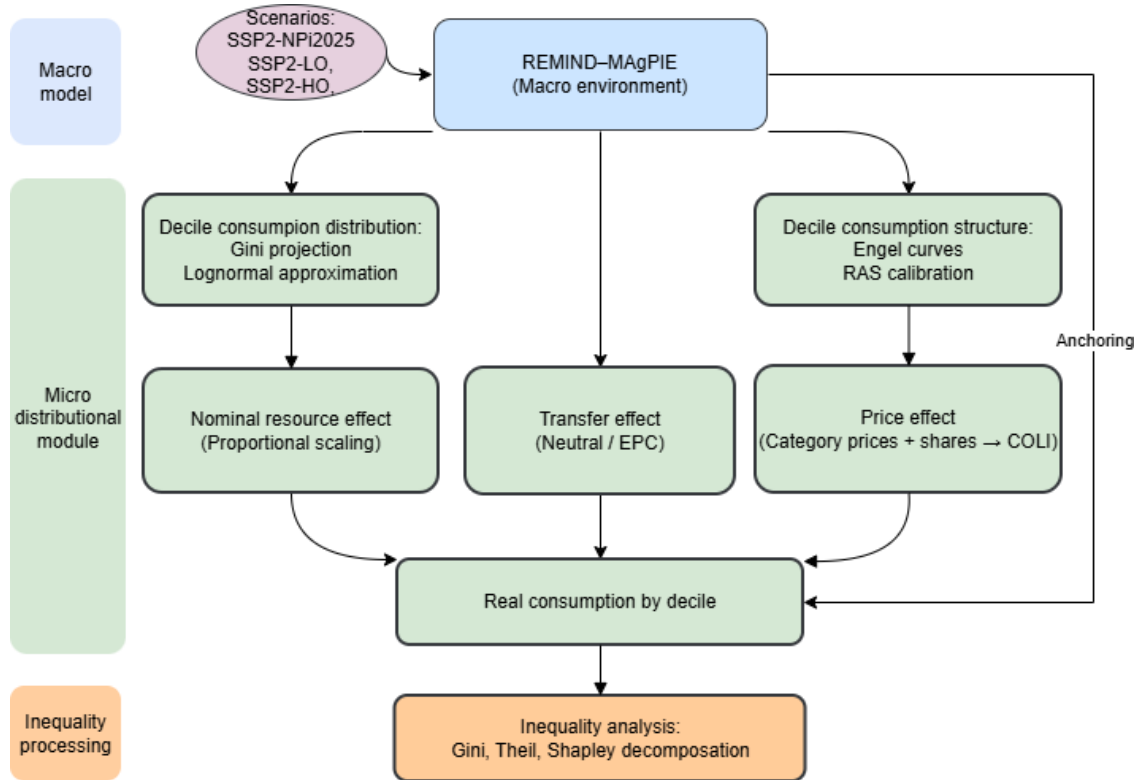 Scenarios:
SSP2-NPi2025
SSP2-LO,
SSP2-HO,
Macro
model
REMIND–MAgPIE
(Macro environment)
Decile consumpion distribution:
Gini projection
Lognormal approximation
Decile consumption structure:
Engel curves
RAS calibration
Anchoring
Micro
distributional
module
Nominal resource effect
(Proportional scaling)
Transfer effect
(Neutral / EPC)
Price effect
(Category prices + shares → COLI)
Real consumption by decile
Inequality
processing
Inequality analysis:
Gini, Theil, Shapley decomposation